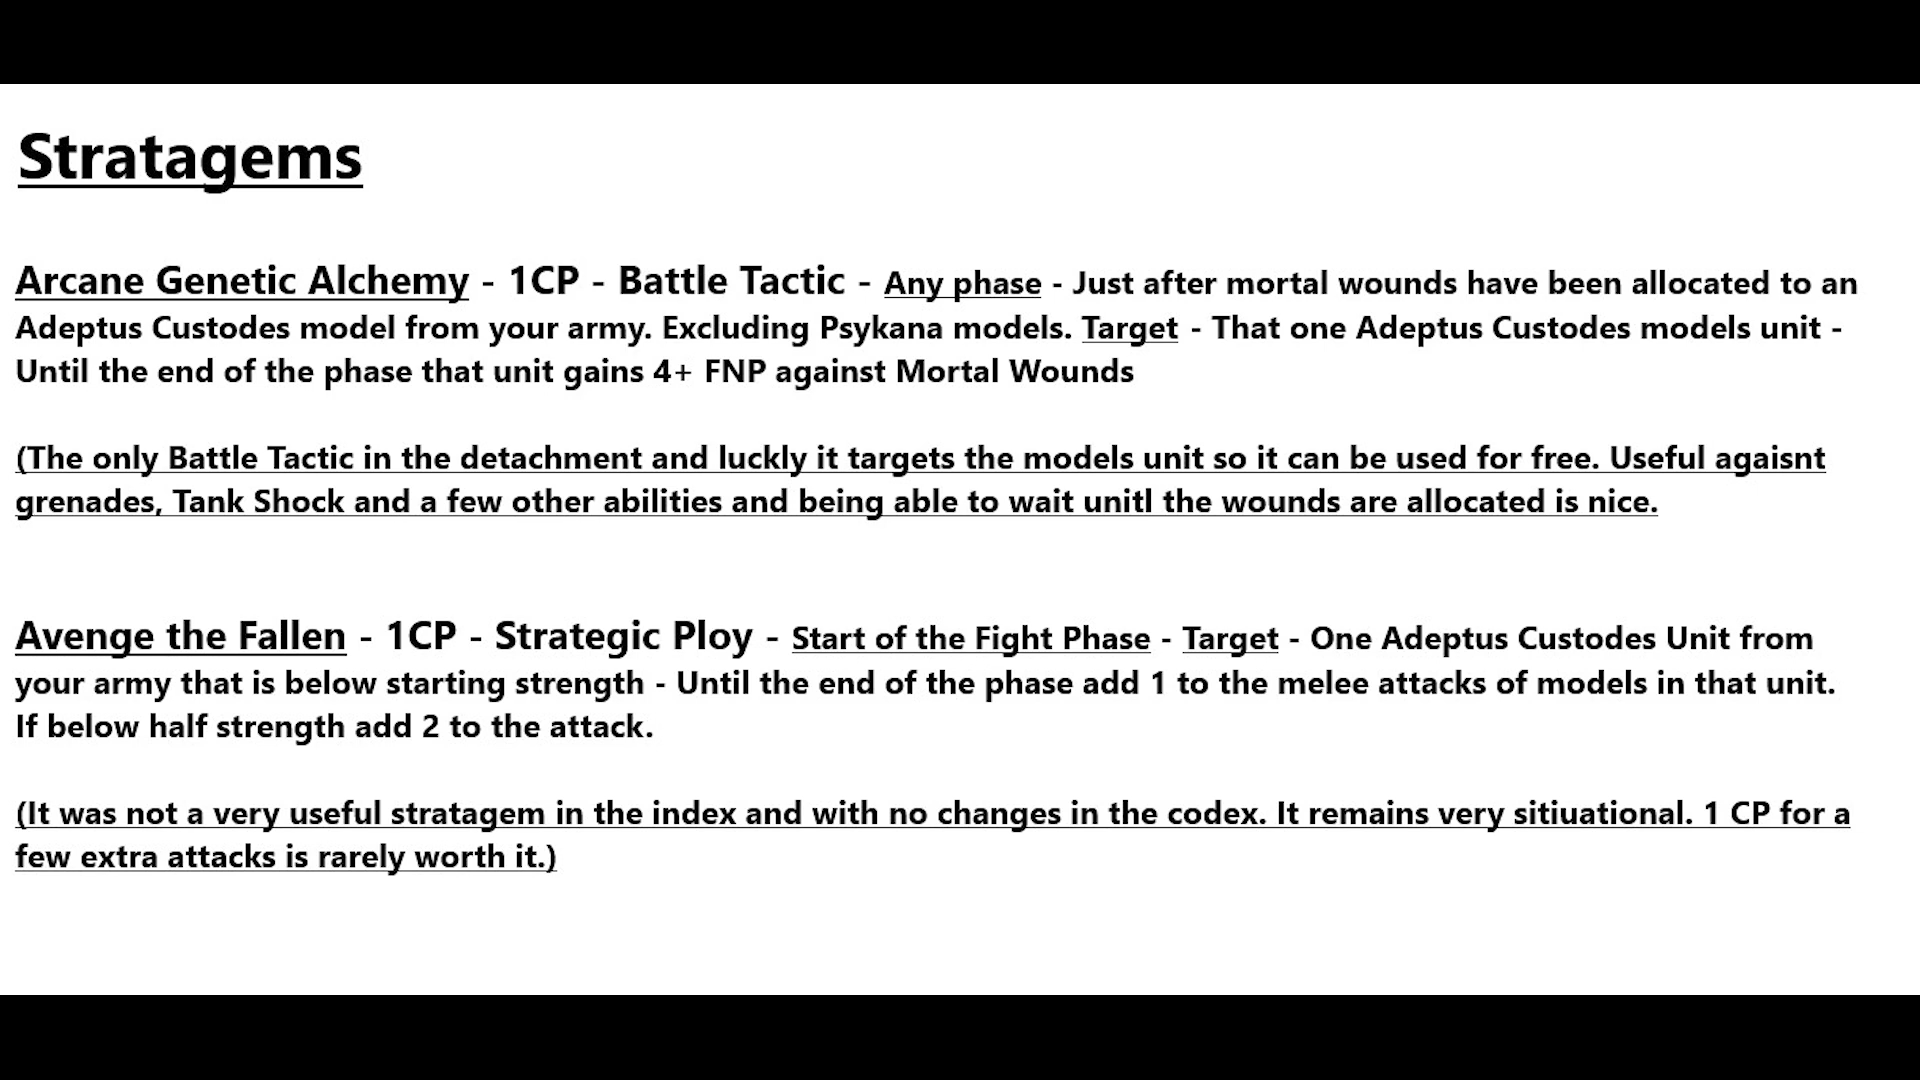 Stratagems
Arcane Genetic Alchemy - 1CP - Battle Tactic - Any phase - Just after mortal wounds have been allocated to an
Adeptus Custodes model from your army. Excluding Psykana models. Target - That one Adeptus Custodes models unit -
Until the end of the phase that unit gains 4+ FNP against Mortal Wounds
(The only Battle Tactic in the detachment and luckly it targets the models unit so it can be used for free. Useful agaisnt
grenades, Tank Shock and a few other abilities and being able to wait unitl the wounds are allocated is nice.
Avenge the Fallen - 1CP - Strategic Ploy - Start of the Fight Phase - Target - One Adeptus Custodes Unit from
your army that is below starting strength - Until the end of the phase add 1 to the melee attacks of models in that unit.
If below half strength add 2 to the attack.
(It was not a very useful stratagem in the index and with no changes in the codex. It remains very sitiuational. 1 CP for a
few extra attacks is rarely worth it.)